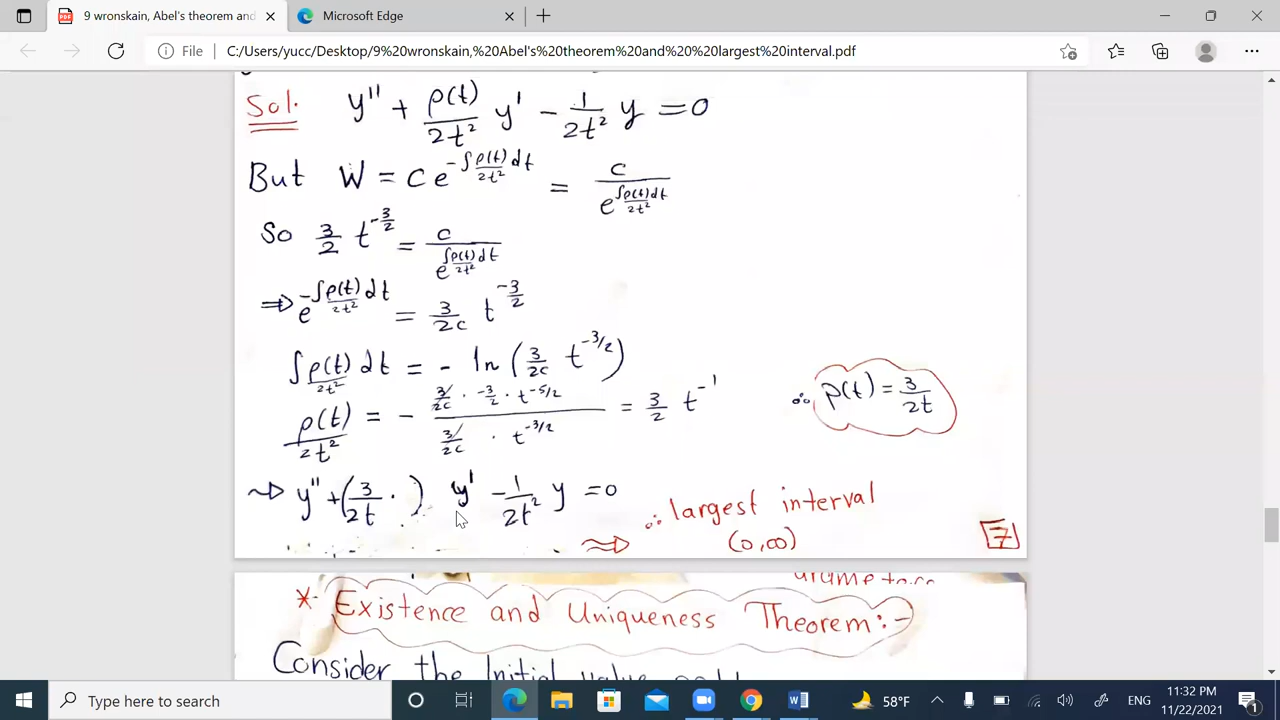 9 wronskain, Abel's theorem and
Microsoft Edge
File
C:/Users/yucc/Desktop/9%20wronskain,%20Abel's%20theorem%20and%20%20largest%20interval.pdf
Sol. y'' + ρ(t)/2t² y' - 1/2t² y = 0
But W = c e^{-∫ρ(t)/2t² dt} = c / e^{∫ρ(t)/2t² dt}
So 3/2 t^{-3/2} = c / e^{∫ρ(t)/2t² dt}
⇒ e^{-∫ρ(t)/2t² dt} = 3/2c t^{-3/2}
∫ρ(t)/2t² dt = - ln (3/2c t^{-3/2})
ρ(t)/2t² = - (3/2c · -3/2 · t^{-5/2}) / (3/2c · t^{-3/2}) = 3/2 t^{-1} ∴ ρ(t) = 3/2t
⇝ y'' + (3/2t · ) y' - 1/2t² y = 0
∴ largest interval
(0,∞)
7
* Existence and Uniqueness Theorem:-
Consider the Initial
Type here to search
58°F
ENG
11:32 PM
11/22/2021